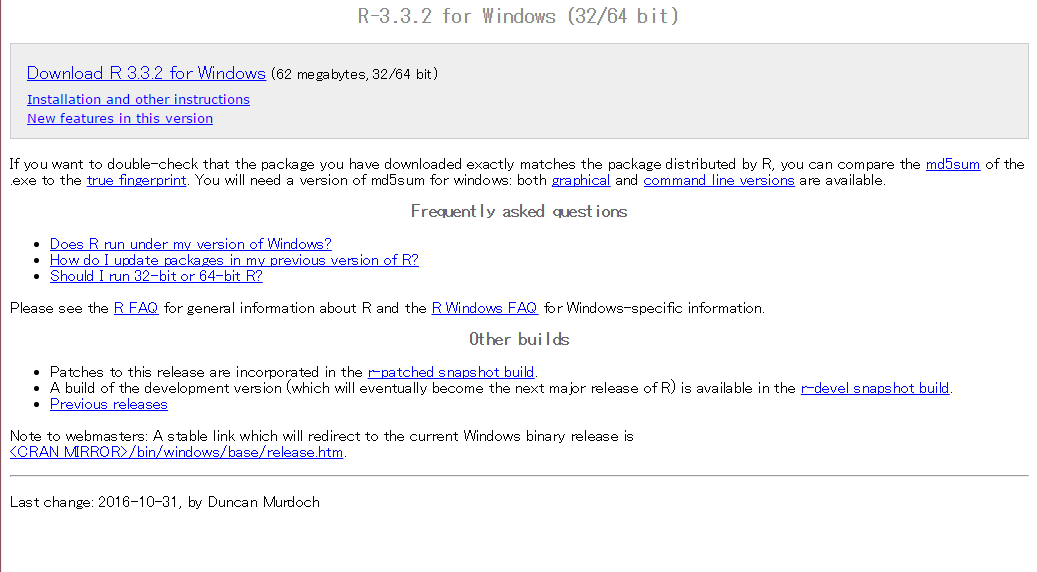 R-3.3.2 for Windows (32/64 bit)
Download R 3.3.2 for Windows (62 megabytes, 32/64 bit)
Installation and other instructions
New features in this version
If you want to double-check that the package you have downloaded exactly matches the package distributed by R, you can compare the md5sum of the
.exe to the true fingerprint. You will need a version of md5sum for windows: both graphical and command line versions are available.
Frequently asked questions
• Does R run under my version of Windows?
• How do I update packages in my previous version of R?
• Should I run 32-bit or 64-bit R?
Please see the R FAQ for general information about R and the R Windows FAQ for Windows-specific information.
Other builds
• Patches to this release are incorporated in the r-patched snapshot build.
• A build of the development version (which will eventually become the next major release of R) is available in the r-devel snapshot build.
• Previous releases
Note to webmasters: A stable link which will redirect to the current Windows binary release is
<CRAN MIRROR>/bin/windows/base/release.htm.
Last change: 2016-10-31, by Duncan Murdoch